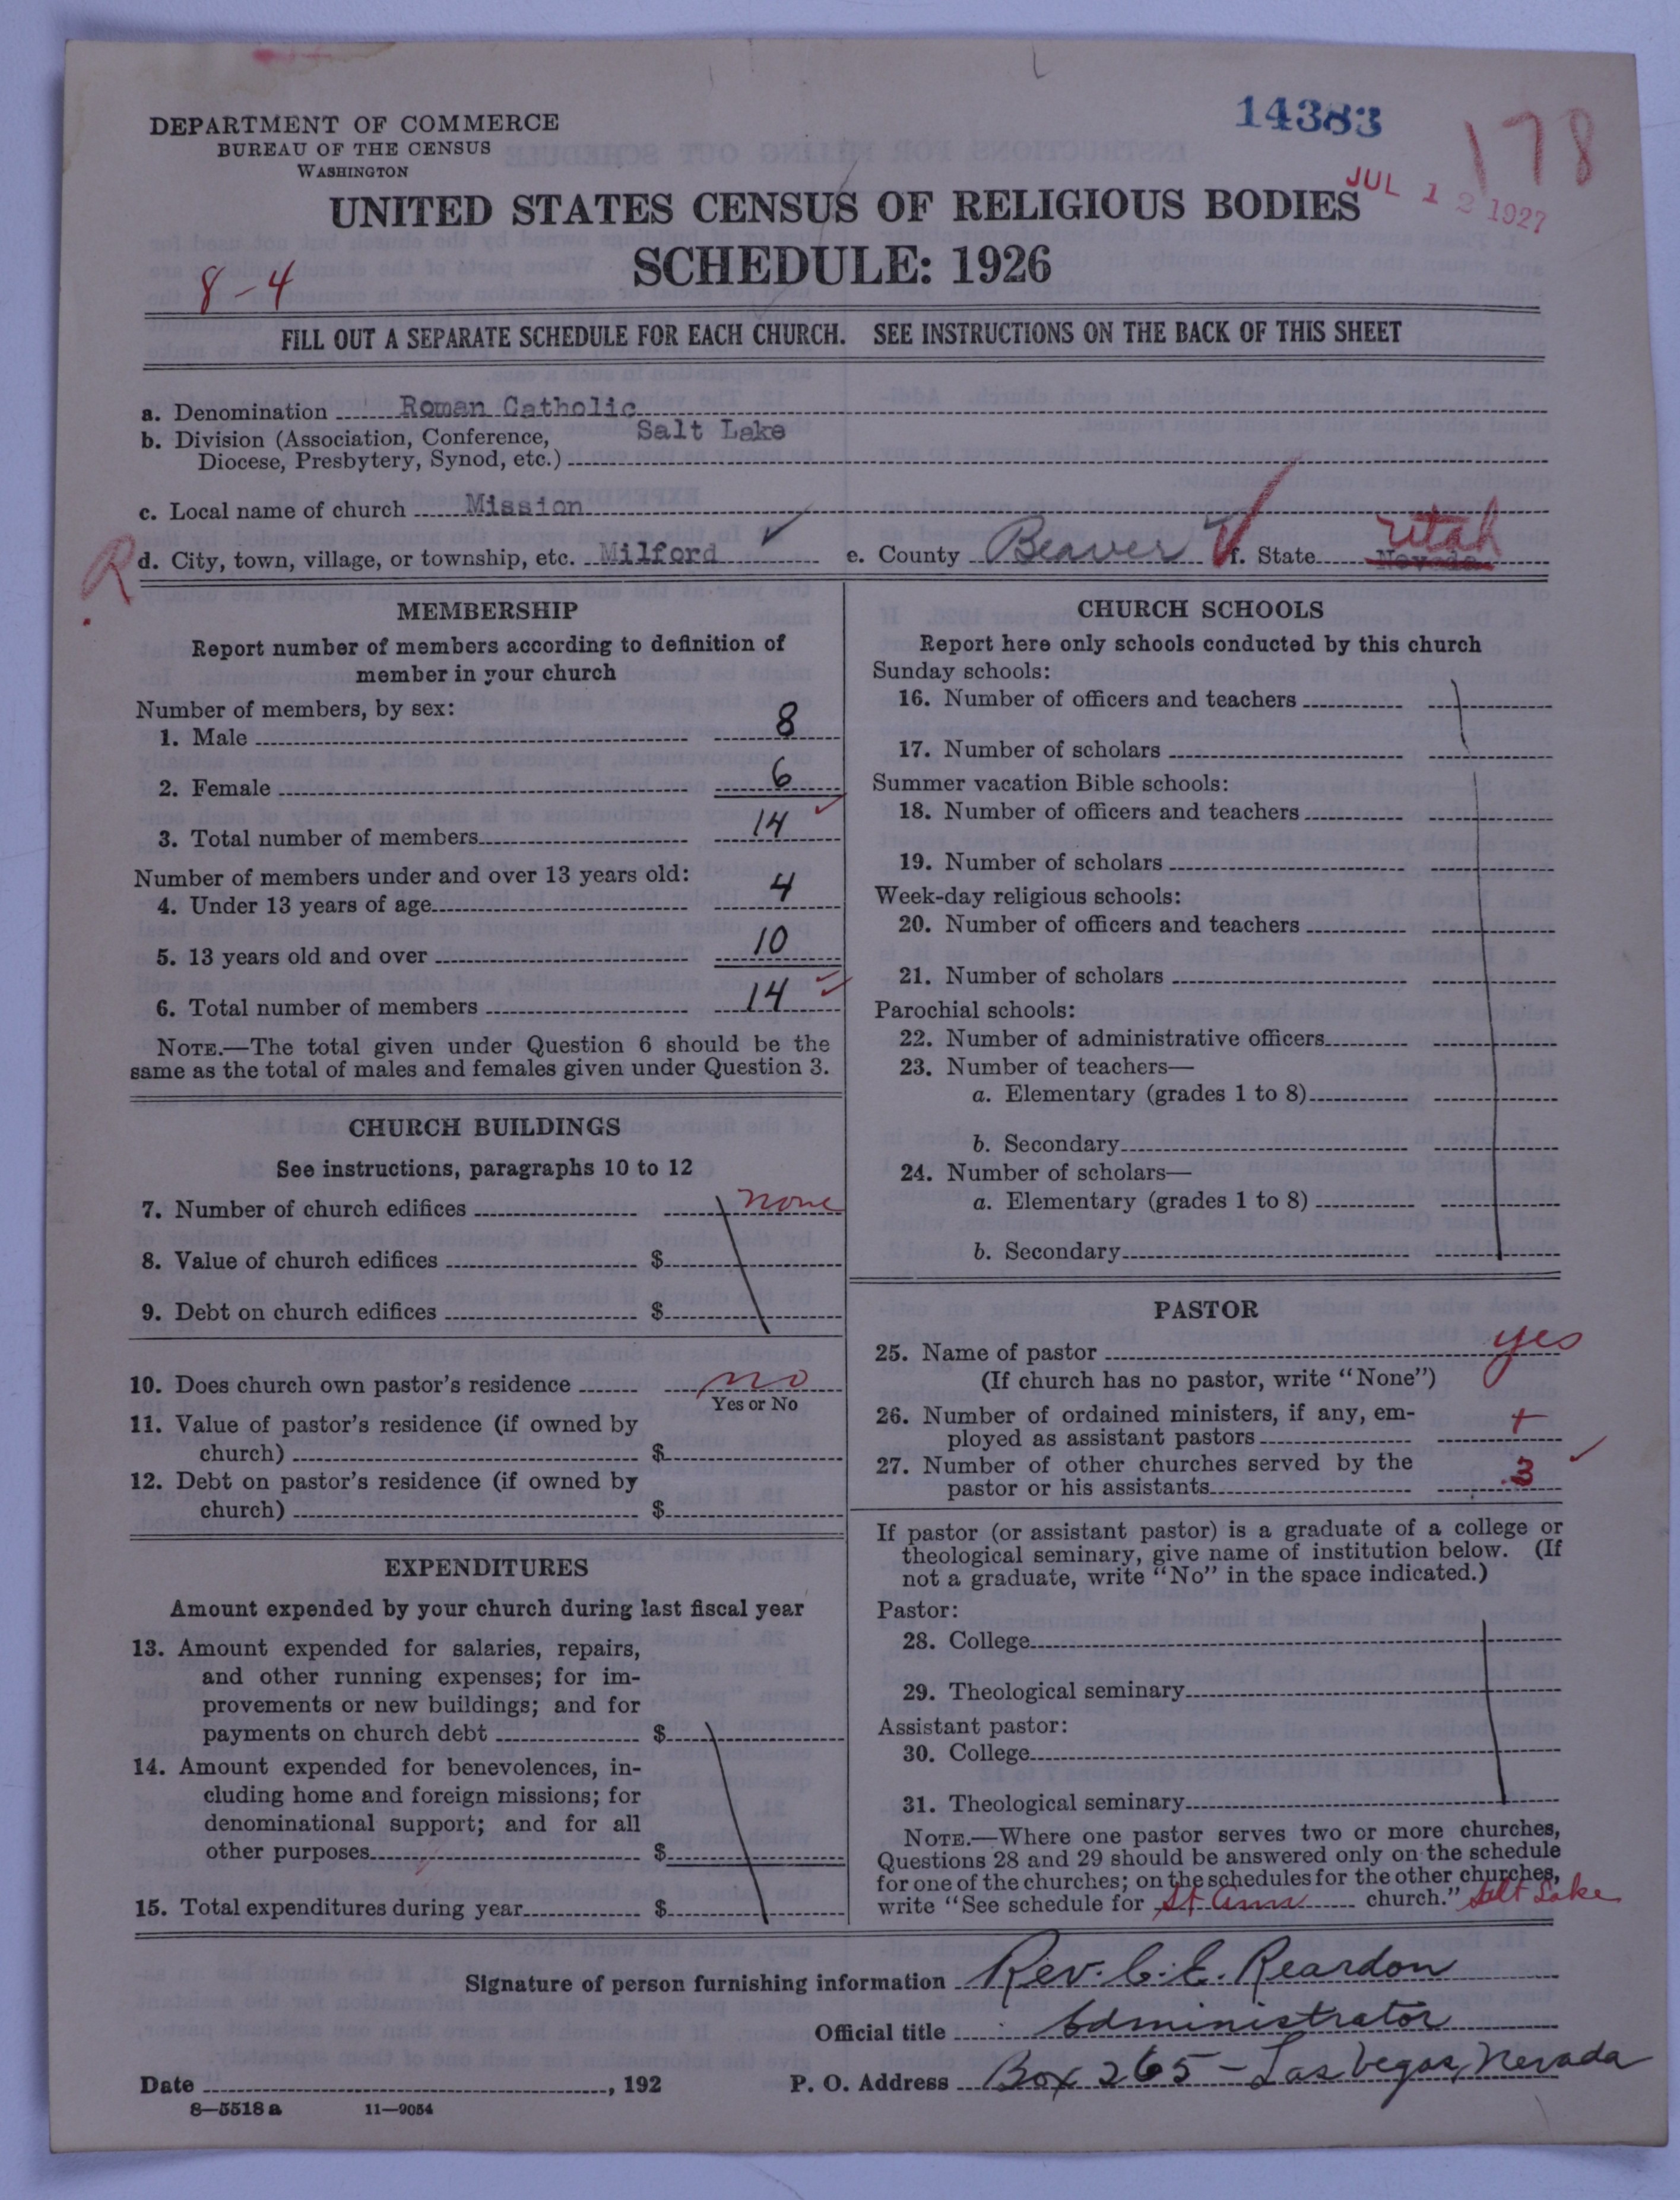 DEPARTMENT OF COMMERCE
BUREAU OF THE CENSUS
WASHINGTON
14383
178
JUL 12 1927
UNITED STATES CENSUS OF RELIGIOUS BODIES
SCHEDULE: 1926
8-4
FILL OUT A SEPARATE SCHEDULE FOR EACH CHURCH. SEE INSTRUCTIONS ON THE BACK OF THIS SHEET
a. Denomination Roman Catholic
b. Division (Association, Conference, Salt Lake
Diocese, Presbytery, Synod, etc.)
c. Local name of church Mission
R d. City, town, village, or township, etc. Milford e. County Beaver f. State Nevada Utah
MEMBERSHIP
Report number of members according to definition of
member in your church
Number of members, by sex:
1. Male 8
2. Female 6
3. Total number of members 14
Number of members under and over 13 years old:
4. Under 13 years of age 4
5. 13 years old and over 10
6. Total number of members 14
NOTE.—The total given under Question 6 should be the
same as the total of males and females given under Question 3.
CHURCH BUILDINGS
See instructions, paragraphs 10 to 12
7. Number of church edifices none
8. Value of church edifices $
9. Debt on church edifices $
10. Does church own pastor's residence no
Yes or No
11. Value of pastor's residence (if owned by
church) $
12. Debt on pastor's residence (if owned by
church) $
EXPENDITURES
Amount expended by your church during last fiscal year
13. Amount expended for salaries, repairs,
and other running expenses; for im-
provements or new buildings; and for
payments on church debt $
14. Amount expended for benevolences, in-
cluding home and foreign missions; for
denominational support; and for all
other purposes $
15. Total expenditures during year $
CHURCH SCHOOLS
Report here only schools conducted by this church
Sunday schools:
16. Number of officers and teachers
17. Number of scholars
Summer vacation Bible schools:
18. Number of officers and teachers
19. Number of scholars
Week-day religious schools:
20. Number of officers and teachers
21. Number of scholars
Parochial schools:
22. Number of administrative officers
23. Number of teachers—
a. Elementary (grades 1 to 8)
b. Secondary
24. Number of scholars—
a. Elementary (grades 1 to 8)
b. Secondary
PASTOR
25. Name of pastor yes
(If church has no pastor, write "None")
26. Number of ordained ministers, if any, em-
ployed as assistant pastors +
27. Number of other churches served by the
pastor or his assistants 3
If pastor (or assistant pastor) is a graduate of a college or
theological seminary, give name of institution below. (If
not a graduate, write "No" in the space indicated.)
Pastor:
28. College
29. Theological seminary
Assistant pastor:
30. College
31. Theological seminary
NOTE.—Where one pastor serves two or more churches,
Questions 28 and 29 should be answered only on the schedule
for one of the churches; on the schedules for the other churches,
write "See schedule for St Anns church." Salt Lake
Signature of person furnishing information Rev. C. E. Reardon
Official title Administrator
Date , 192 P. O. Address Box 265 - Las Vegas, Nevada
8—5518 a 11—9054